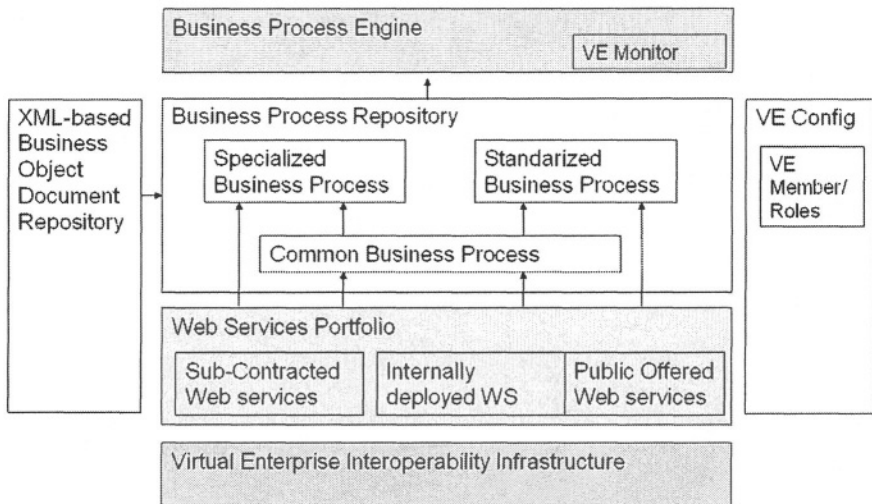 Business Process Engine
VE Monitor
XML-based
Business
Object
Document
Repository
Business Process Repository
Specialized
Business Process
Standarized
Business Process
Common Business Process
VE Config
VE
Member/
Roles
Web Services Portfolio
Sub-Contracted
Web services
Internally
deployed WS
Public Offered
Web services
Virtual Enterprise Interoperability Infrastructure